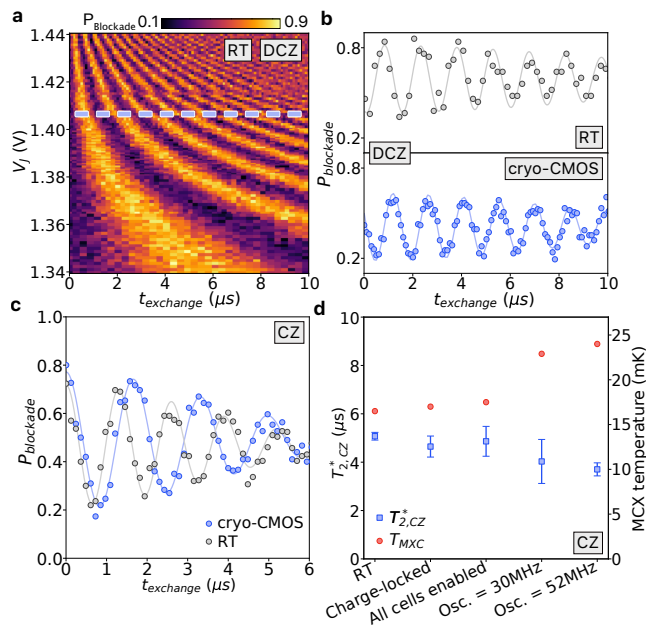 a
P_Blockade 0.1 0.9
RT DCZ
1.44
1.42
1.40
1.38
1.36
1.34
V_J (V)
0 2 4 6 8 10
t_exchange (μs)
b
0.8
0.2
RT
DCZ
cryo-CMOS
0.8
0.2
P_blockade
0 2 4 6 8 10
t_exchange (μs)
c
CZ
1.0
0.8
0.6
0.4
0.2
0.0
P_blockade
cryo-CMOS
RT
0 1 2 3 4 5 6
t_exchange (μs)
d
10
8
6
4
2
0
T*_2,CZ (μs)
20
15
10
5
0
MCX temperature (mK)
T*_2,CZ
T_MXC
CZ
RT
Charge-locked
All cells enabled
Osc. = 30MHz
Osc. = 52MHz